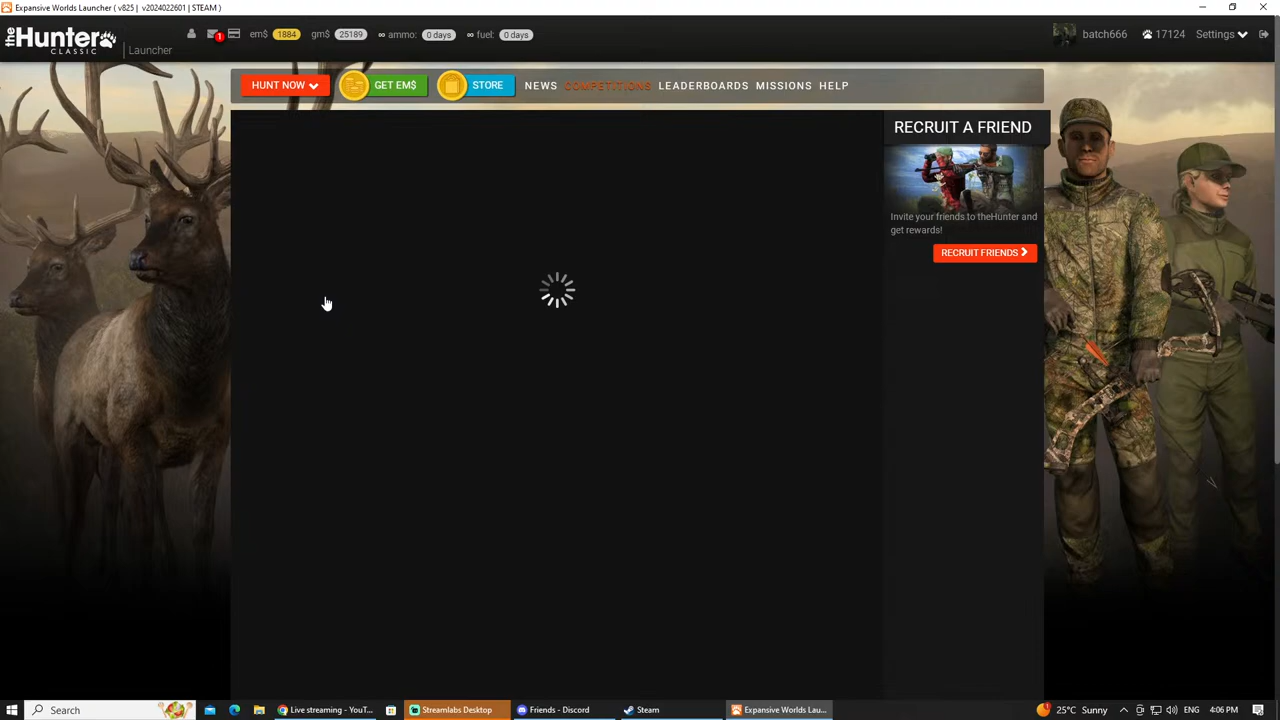 Expansive Worlds Launcher ( v825 | v2024022601 | STEAM )
theHunter CLASSIC | Launcher
1 em$ 1884 gm$ 25189 ∞ ammo: 0 days ∞ fuel: 0 days
batch666 17124 Settings
HUNT NOW GET EM$ STORE NEWS COMPETITIONS LEADERBOARDS MISSIONS HELP
RECRUIT A FRIEND
Invite your friends to theHunter and
get rewards!
RECRUIT FRIENDS
Search Live streaming - YouT... Streamlabs Desktop Friends - Discord Steam Expansive Worlds Lau... 25°C Sunny ENG 4:06 PM